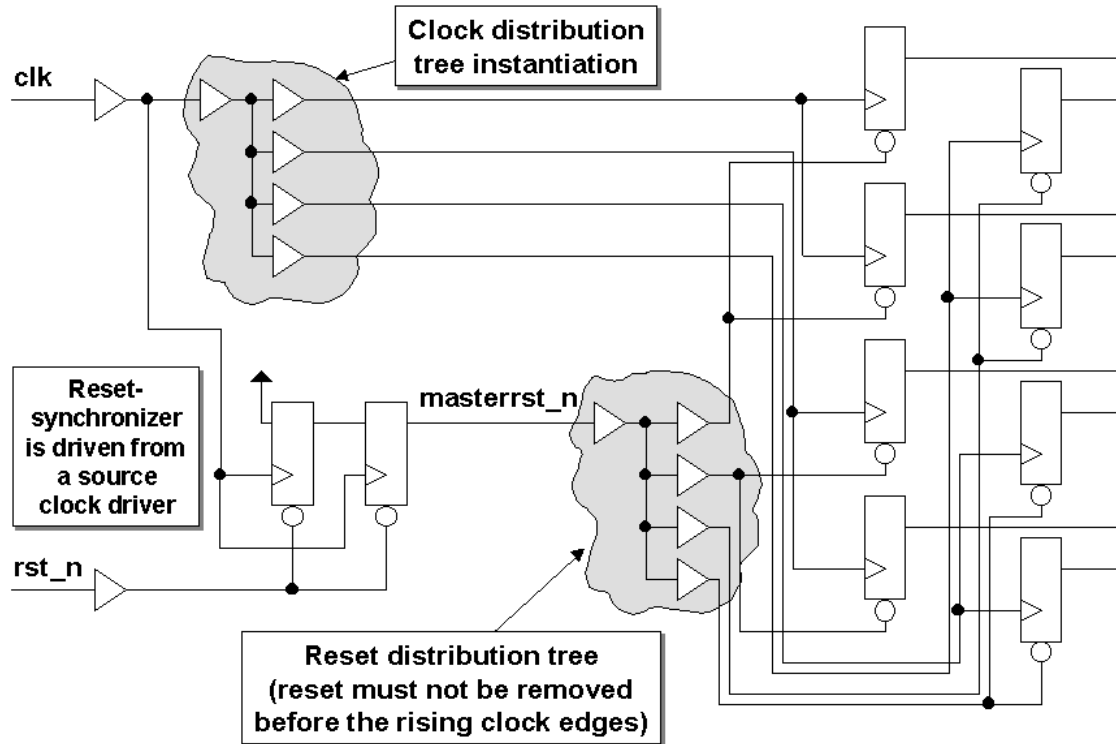 Clock distribution
tree instantiation
clk
Reset-
synchronizer
is driven from
a source
clock driver
masterrst_n
rst_n
Reset distribution tree
(reset must not be removed
before the rising clock edges)